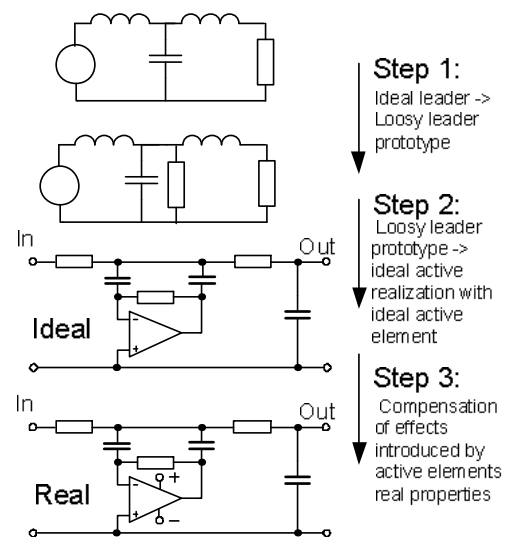 Step 1:
Ideal leader ->
Loosy leader
prototype
Step 2:
Loosy leader
prototype ->
ideal active
realization with
ideal active
element
In
Out
-
+
Ideal
Step 3:
Compensation
of effects
introduced by
active elements
real properties
In
Out
+
-
+
-
Real